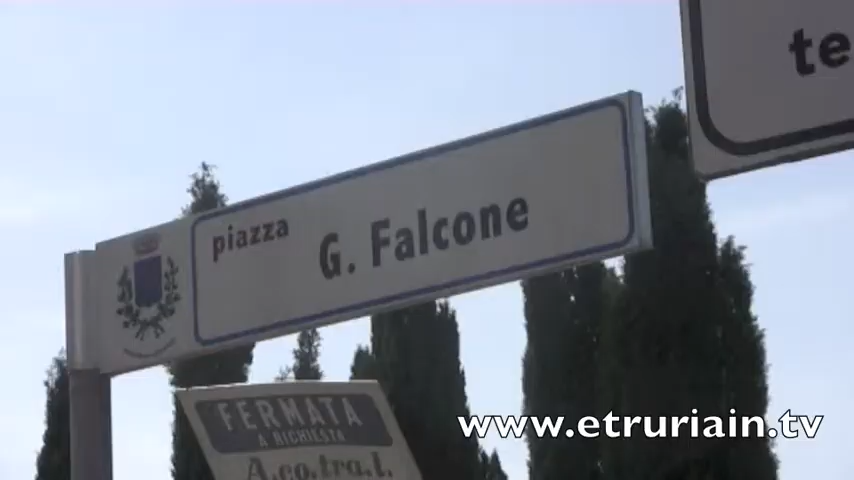 te
piazza
G. Falcone
FERMATA
A RICHIESTA
A.co.tra.l.
www.etruriain.tv